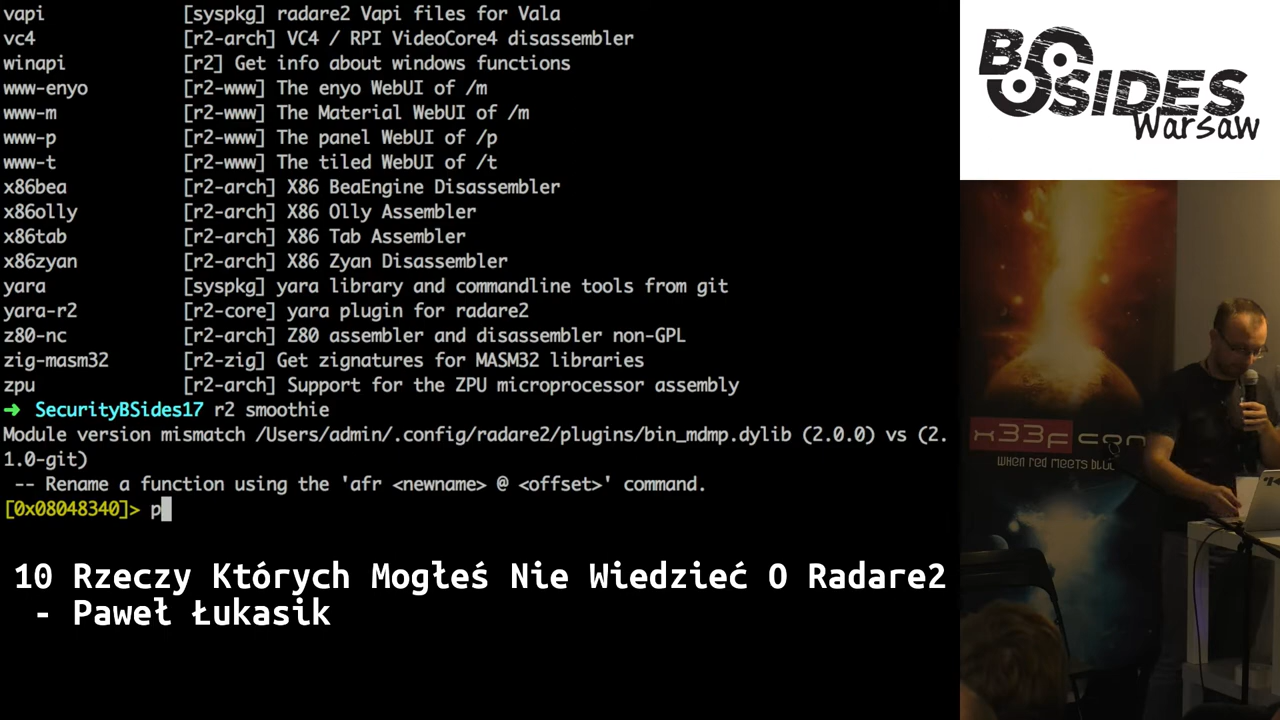 vapi [syspkg] radare2 Vapi files for Vala
vc4 [r2-arch] VC4 / RPI VideoCore4 disassembler
winapi [r2] Get info about windows functions
www-enyo [r2-www] The enyo WebUI of /m
www-m [r2-www] The Material WebUI of /m
www-p [r2-www] The panel WebUI of /p
www-t [r2-www] The tiled WebUI of /t
x86bea [r2-arch] X86 BeaEngine Disassembler
x86olly [r2-arch] X86 Olly Assembler
x86tab [r2-arch] X86 Tab Assembler
x86zyan [r2-arch] X86 Zyan Disassembler
yara [syspkg] yara library and commandline tools from git
yara-r2 [r2-core] yara plugin for radare2
z80-nc [r2-arch] Z80 assembler and disassembler non-GPL
zig-masm32 [r2-zig] Get zignatures for MASM32 libraries
zpu [r2-arch] Support for the ZPU microprocessor assembly
➜ SecurityBSides17 r2 smoothie
Module version mismatch /Users/admin/.config/radare2/plugins/bin_mdmp.dylib (2.0.0) vs (2.
1.0-git)
-- Rename a function using the 'afr <newname> @ <offset>' command.
[0x08048340]> p
10 Rzeczy Których Mogłeś Nie Wiedzieć O Radare2
- Paweł Łukasik
BSIDES
Warsaw
x33fcon
when red meets blue